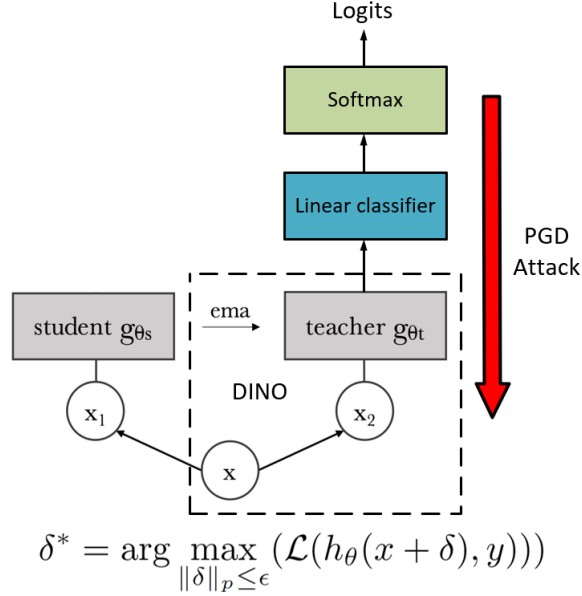 Logits
Softmax
Linear classifier
PGD
Attack
student gθs
ema
teacher gθt
DINO
x₁
x₂
x
δ* = arg max (ℒ(hθ(x + δ), y)))
‖δ‖p≤ϵ